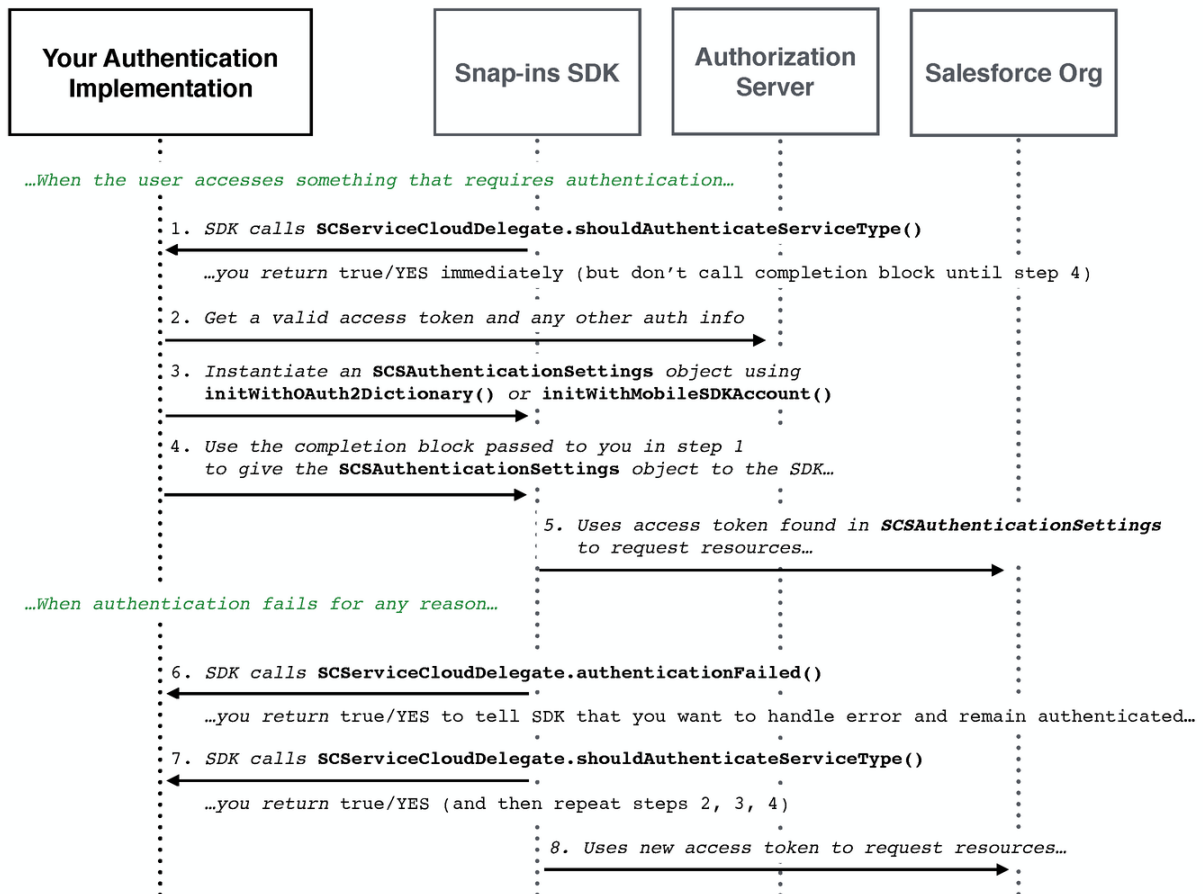 Your Authentication
Implementation
Snap-ins SDK
Authorization
Server
Salesforce Org
…When the user accesses something that requires authentication…
1. SDK calls SCServiceCloudDelegate.shouldAuthenticateServiceType()
…you return true/YES immediately (but don't call completion block until step 4)
2. Get a valid access token and any other auth info
3. Instantiate an SCSAuthenticationSettings object using
initWithOAuth2Dictionary() or initWithMobileSDKAccount()
4. Use the completion block passed to you in step 1
to give the SCSAuthenticationSettings object to the SDK…
5. Uses access token found in SCSAuthenticationSettings
to request resources…
…When authentication fails for any reason…
6. SDK calls SCServiceCloudDelegate.authenticationFailed()
…you return true/YES to tell SDK that you want to handle error and remain authenticated…
7. SDK calls SCServiceCloudDelegate.shouldAuthenticateServiceType()
…you return true/YES (and then repeat steps 2, 3, 4)
8. Uses new access token to request resources…